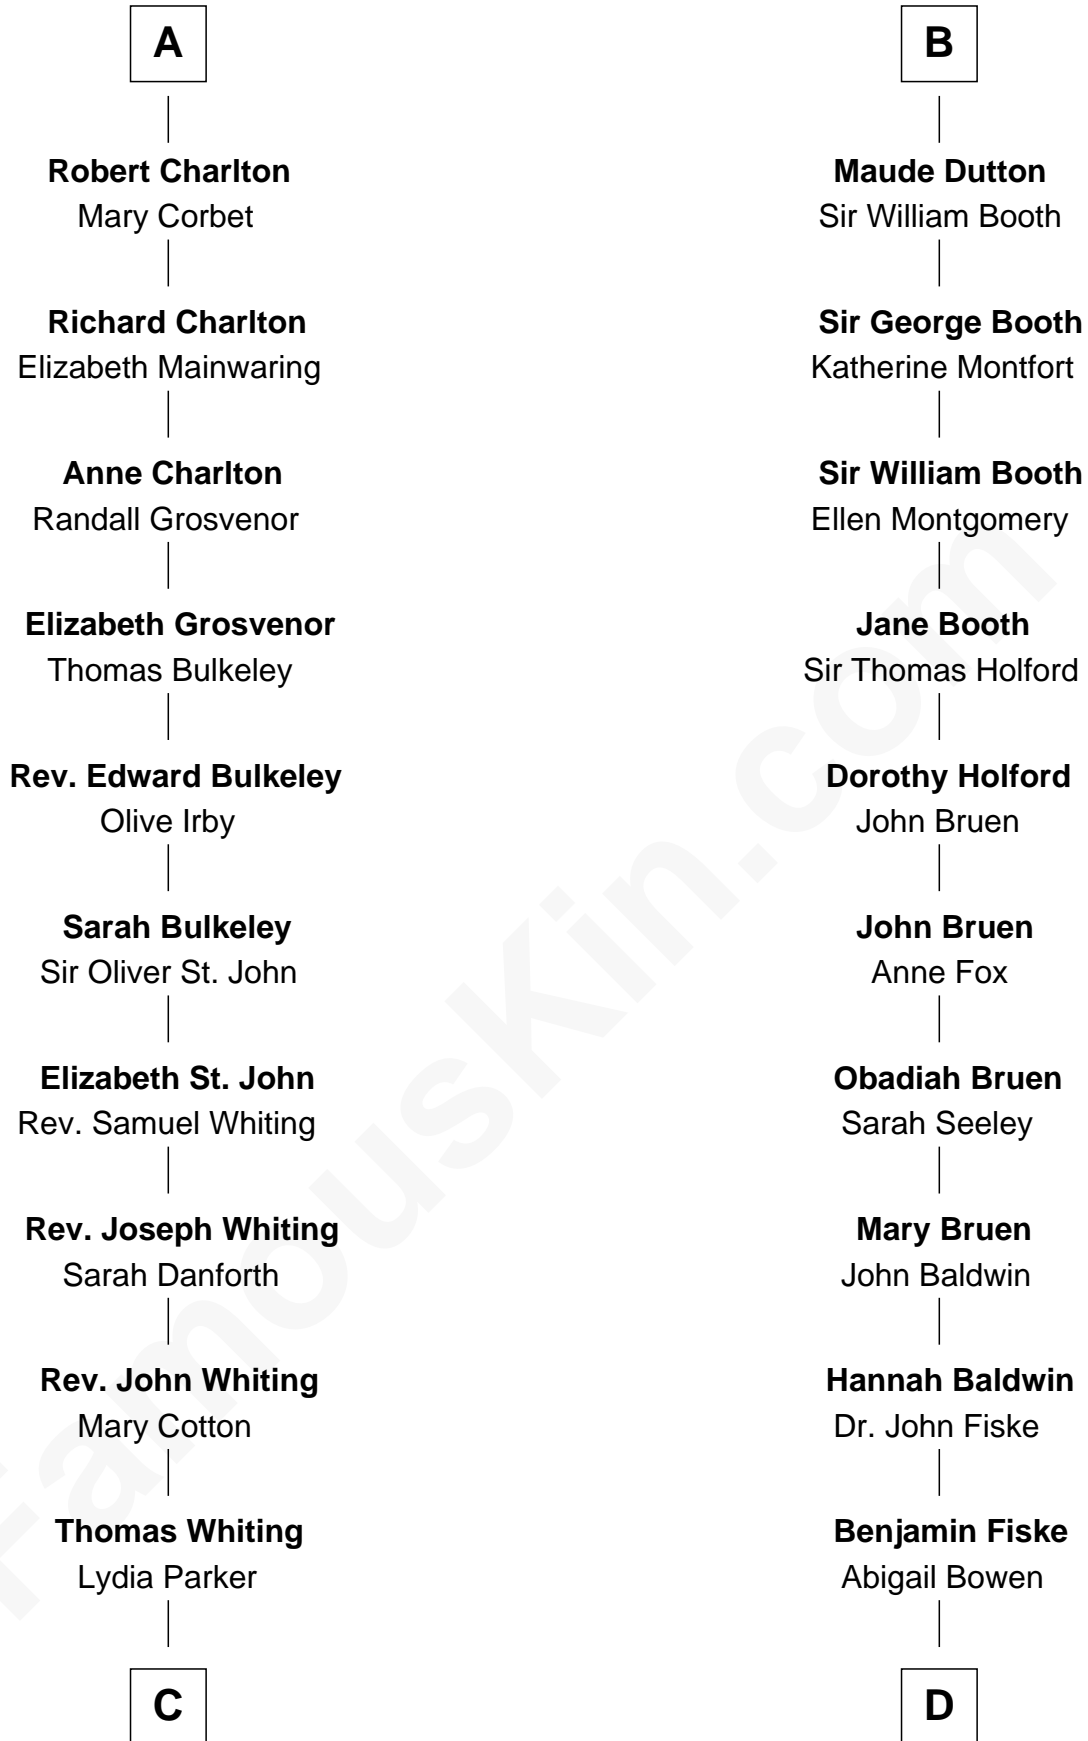 A
Robert Charlton
Mary Corbet
Richard Charlton
Elizabeth Mainwaring
Anne Charlton
Randall Grosvenor
Elizabeth Grosvenor
Thomas Bulkeley
Rev. Edward Bulkeley
Olive Irby
Sarah Bulkeley
Sir Oliver St. John
Elizabeth St. John
Rev. Samuel Whiting
Rev. Joseph Whiting
Sarah Danforth
Rev. John Whiting
Mary Cotton
Thomas Whiting
Lydia Parker
C
B
Maude Dutton
Sir William Booth
Sir George Booth
Katherine Montfort
Sir William Booth
Ellen Montgomery
Jane Booth
Sir Thomas Holford
Dorothy Holford
John Bruen
John Bruen
Anne Fox
Obadiah Bruen
Sarah Seeley
Mary Bruen
John Baldwin
Hannah Baldwin
Dr. John Fiske
Benjamin Fiske
Abigail Bowen
D
FamousKin.com